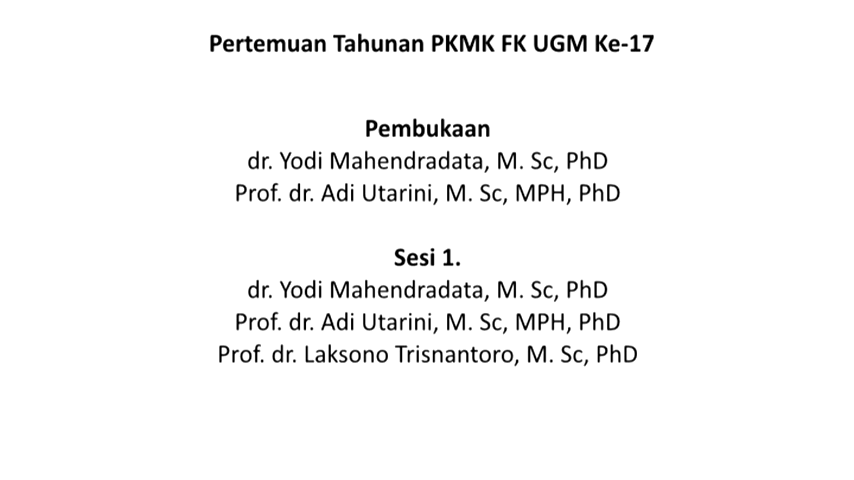 Pertemuan Tahunan PKMK FK UGM Ke-17
Pembukaan
dr. Yodi Mahendradata, M. Sc, PhD
Prof. dr. Adi Utarini, M. Sc, MPH, PhD
Sesi 1.
dr. Yodi Mahendradata, M. Sc, PhD
Prof. dr. Adi Utarini, M. Sc, MPH, PhD
Prof. dr. Laksono Trisnantoro, M. Sc, PhD